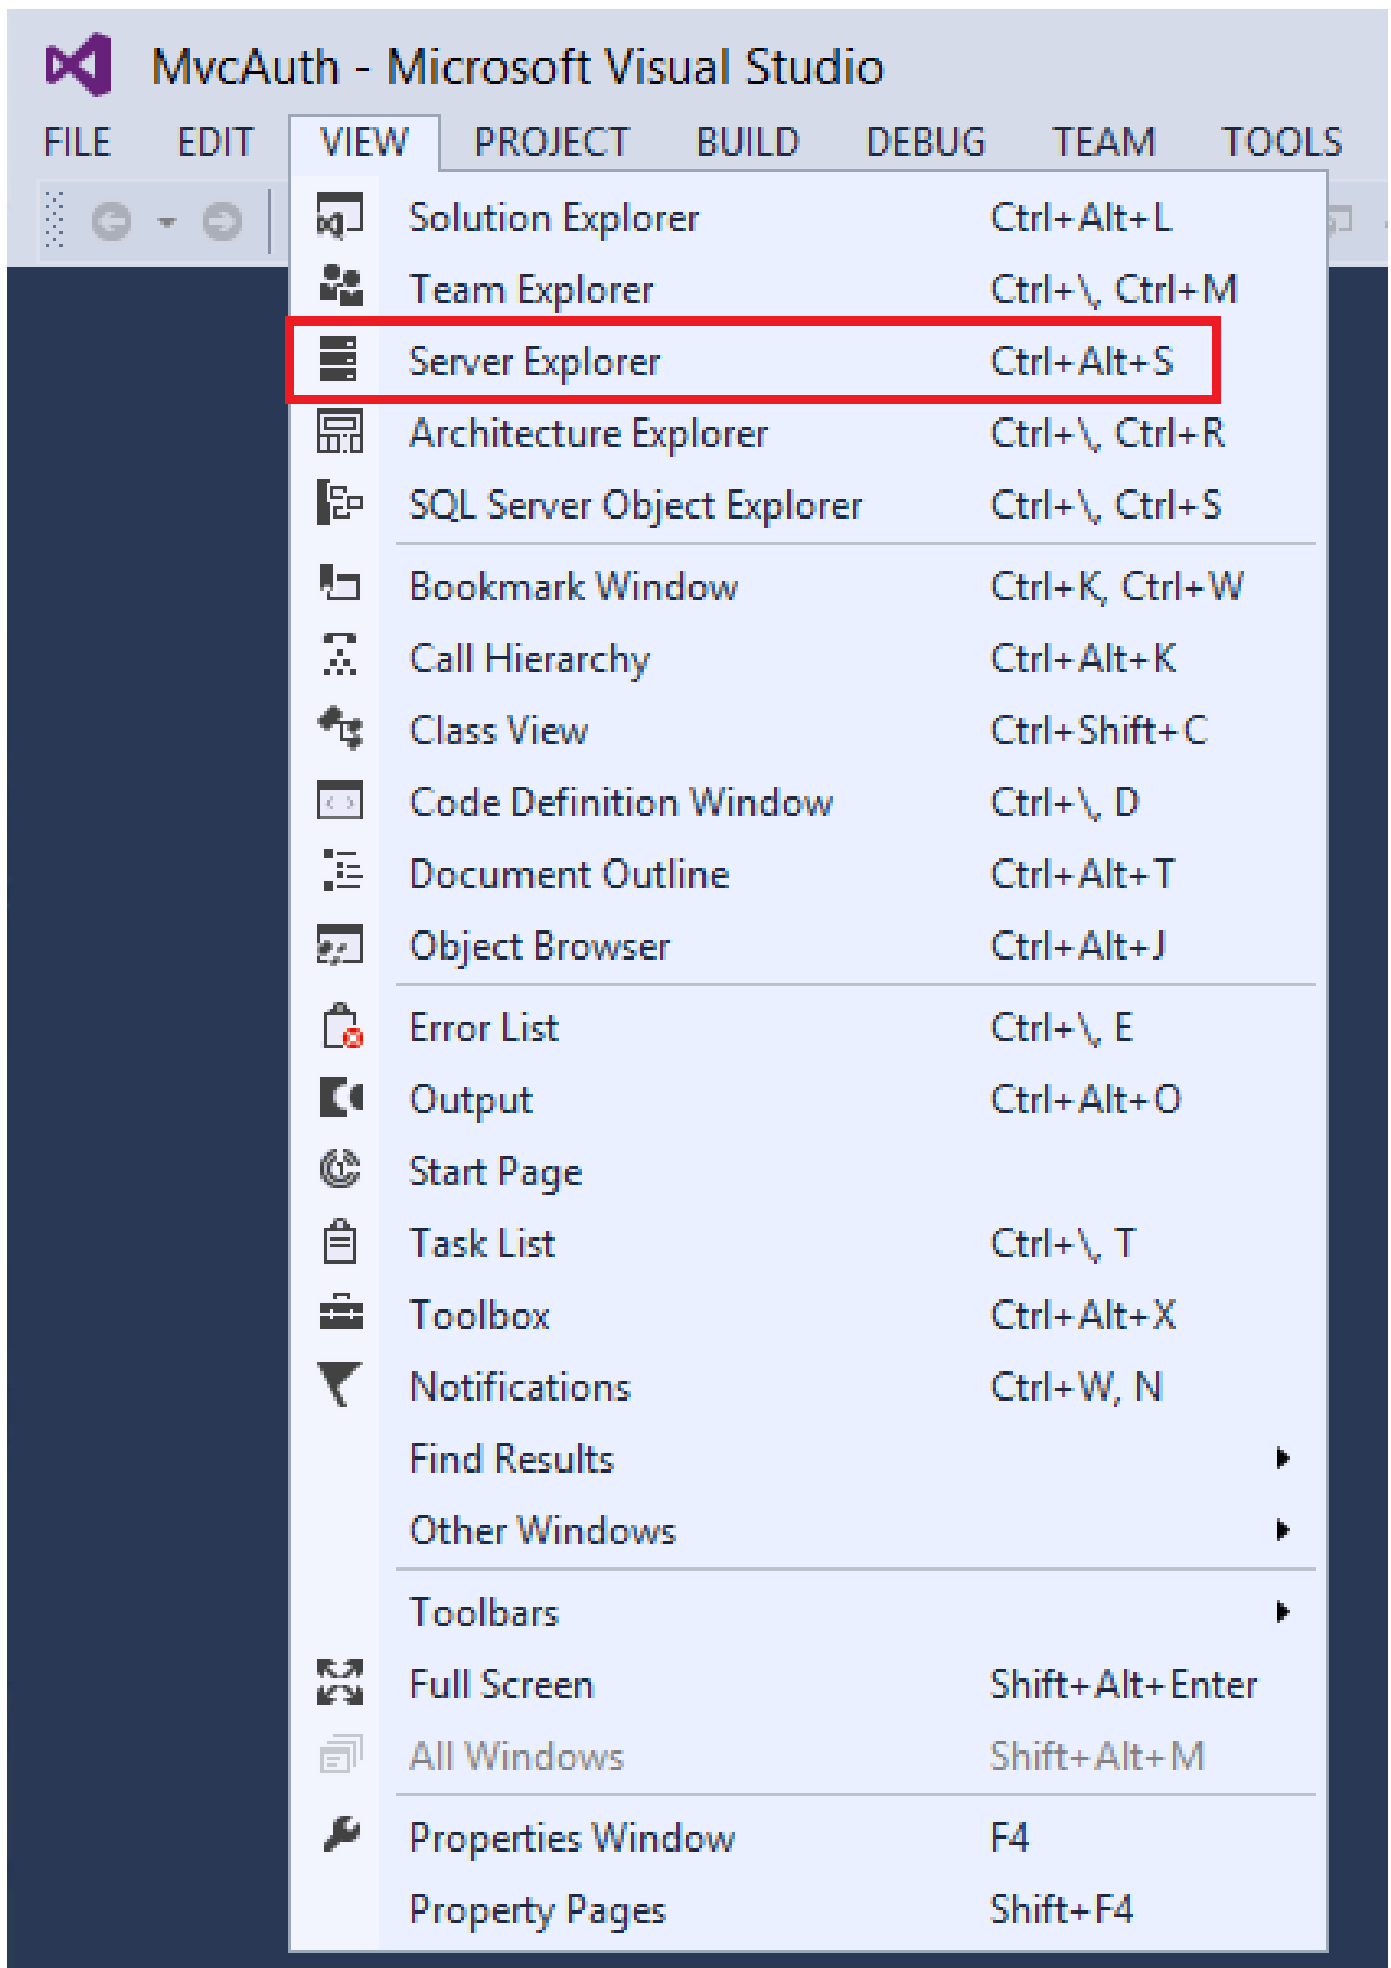 MvcAuth - Microsoft Visual Studio
FILE EDIT VIEW PROJECT BUILD DEBUG TEAM TOOLS
Solution Explorer Ctrl+Alt+L
Team Explorer Ctrl+\, Ctrl+M
Server Explorer Ctrl+Alt+S
Architecture Explorer Ctrl+\, Ctrl+R
SQL Server Object Explorer Ctrl+\, Ctrl+S
Bookmark Window Ctrl+K, Ctrl+W
Call Hierarchy Ctrl+Alt+K
Class View Ctrl+Shift+C
Code Definition Window Ctrl+\, D
Document Outline Ctrl+Alt+T
Object Browser Ctrl+Alt+J
Error List Ctrl+\, E
Output Ctrl+Alt+O
Start Page
Task List Ctrl+\, T
Toolbox Ctrl+Alt+X
Notifications Ctrl+W, N
Find Results
Other Windows
Toolbars
Full Screen Shift+Alt+Enter
All Windows Shift+Alt+M
Properties Window F4
Property Pages Shift+F4